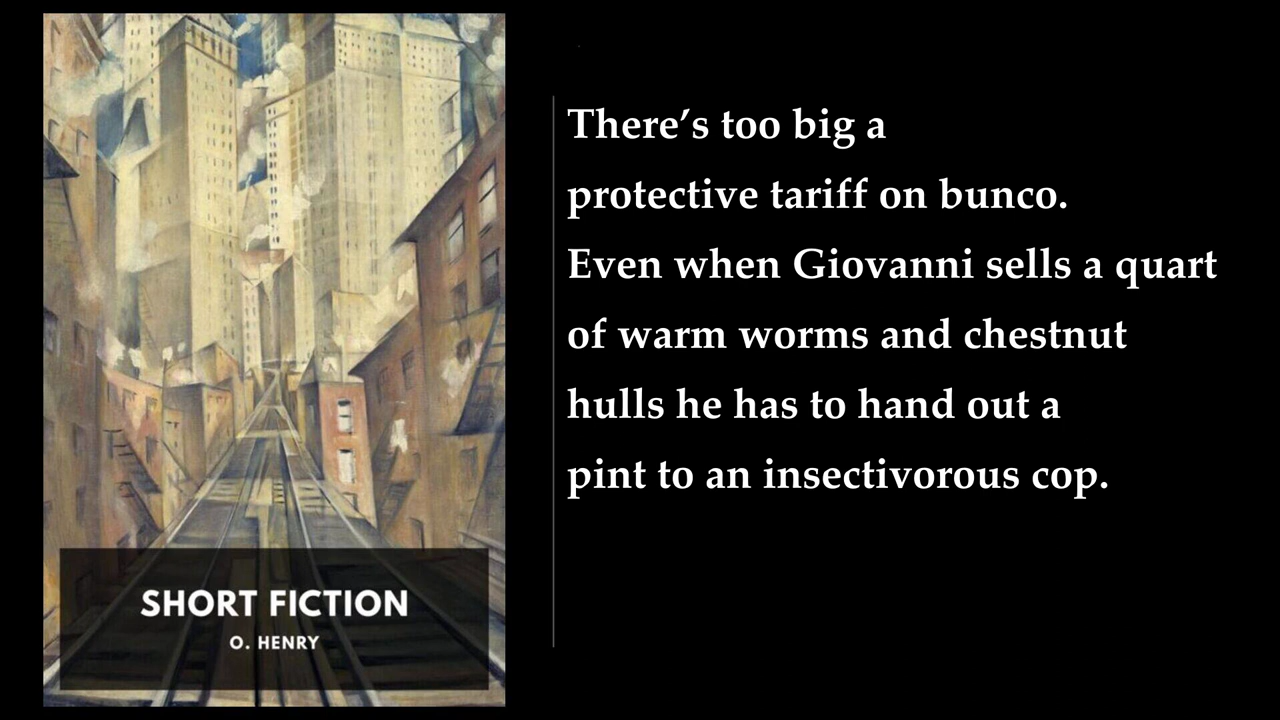 There’s too big a
protective tariff on bunco.
Even when Giovanni sells a quart
of warm worms and chestnut
hulls he has to hand out a
pint to an insectivorous cop.
SHORT FICTION
O. HENRY